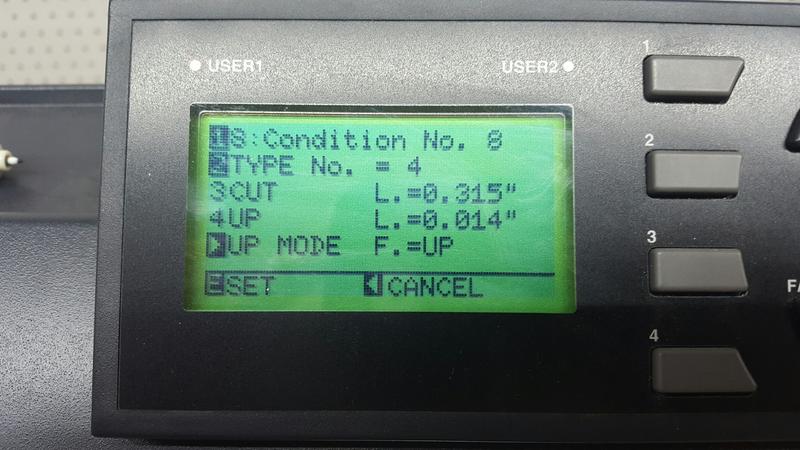 USER1 USER2
1S:Condition No. 8
2TYPE No. = 4
3CUT L.=0.315"
4UP L.=0.014"
UP MODE F.=UP
ESET CANCEL
1
2
3
4